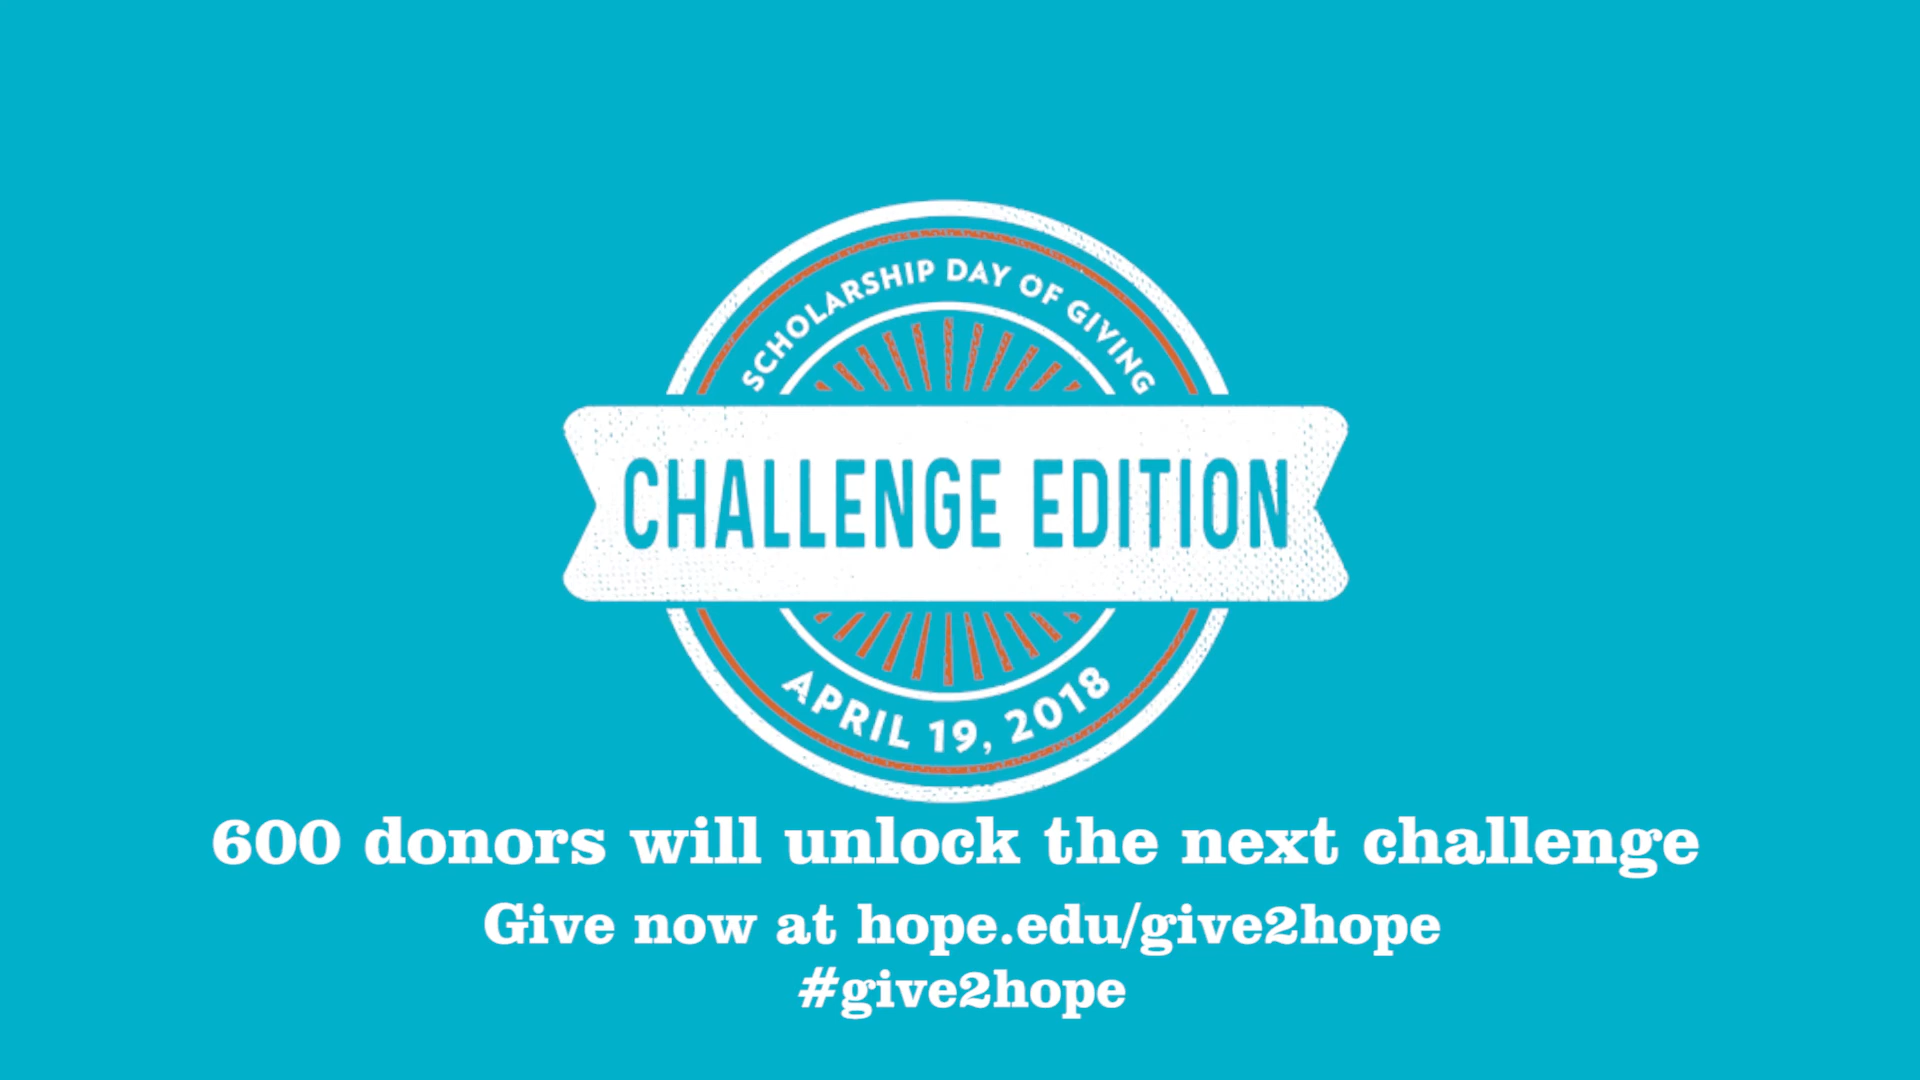 SCHOLARSHIP DAY OF GIVING
CHALLENGE EDITION
APRIL 19, 2018
600 donors will unlock the next challenge
Give now at hope.edu/give2hope
#give2hope